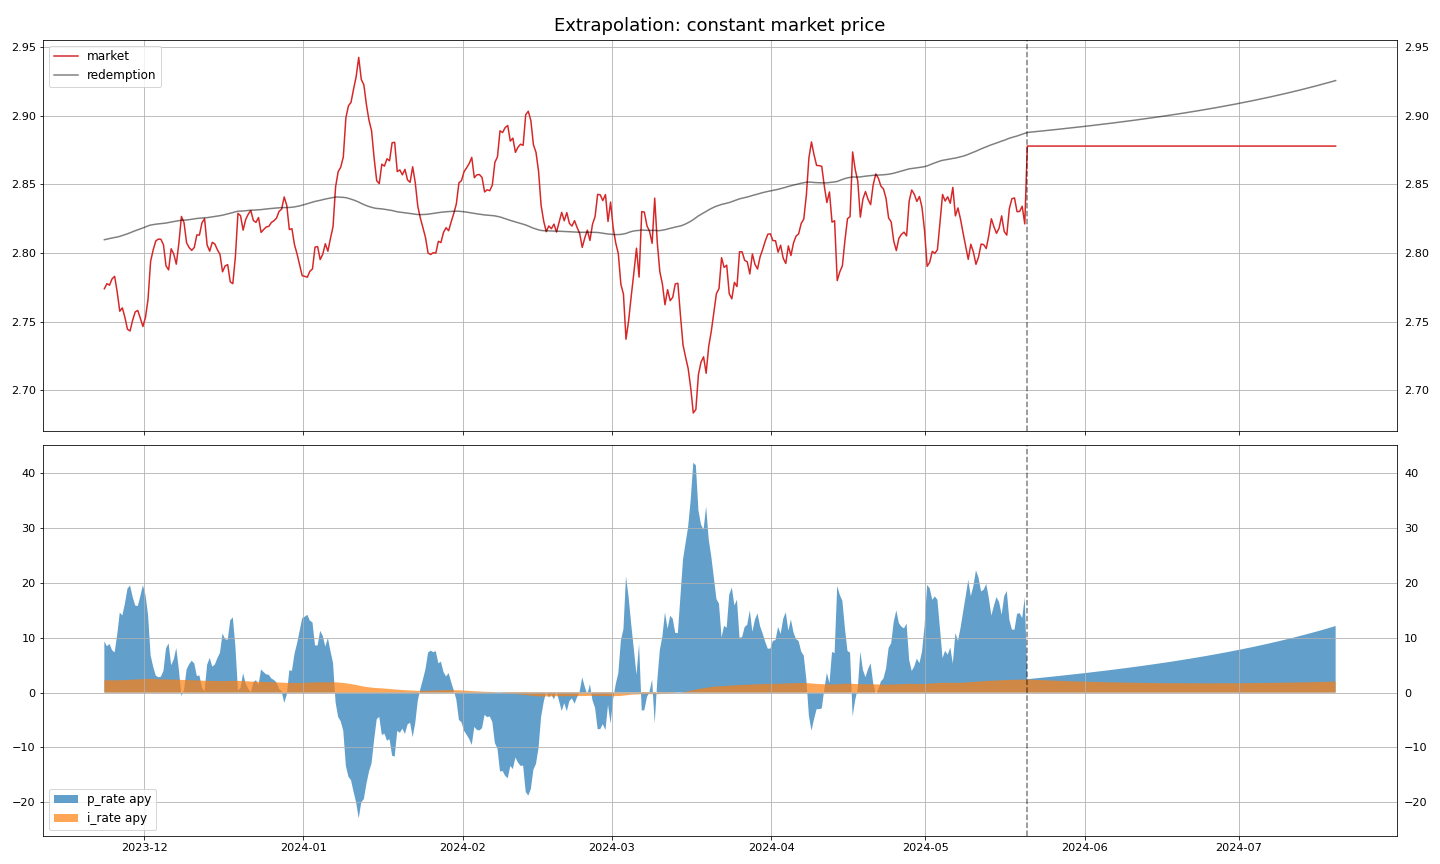 Extrapolation: constant market price
market
redemption
2.95 2.95
2.90 2.90
2.85 2.85
2.80 2.80
2.75 2.75
2.70 2.70
40 40
30 30
20 20
10 10
0 0
−10 −10
−20 −20
p_rate apy
i_rate apy
2023-12 2024-01 2024-02 2024-03 2024-04 2024-05 2024-06 2024-07